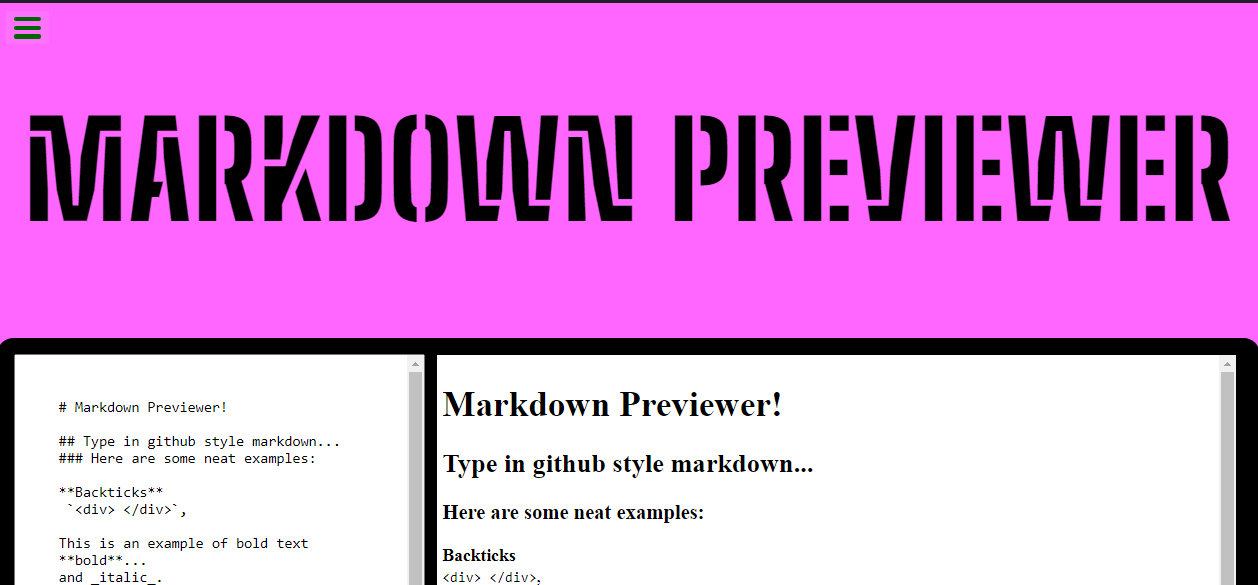 MARKDOWN PREVIEWER
# Markdown Previewer!
## Type in github style markdown...
### Here are some neat examples:
**Backticks**
`<div> </div>`,
This is an example of bold text
**bold**...
and _italic_.
Markdown Previewer!
Type in github style markdown...
Here are some neat examples:
Backticks
<div> </div>,